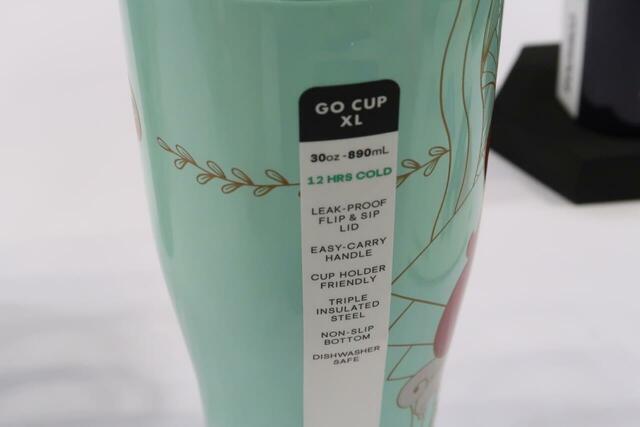 GO CUP
XL
30oz - 890mL
12 HRS COLD
LEAK-PROOF
FLIP & SIP
LID
EASY-CARRY
HANDLE
CUP HOLDER
FRIENDLY
TRIPLE
INSULATED
STEEL
NON-SLIP
BOTTOM
DISHWASHER
SAFE